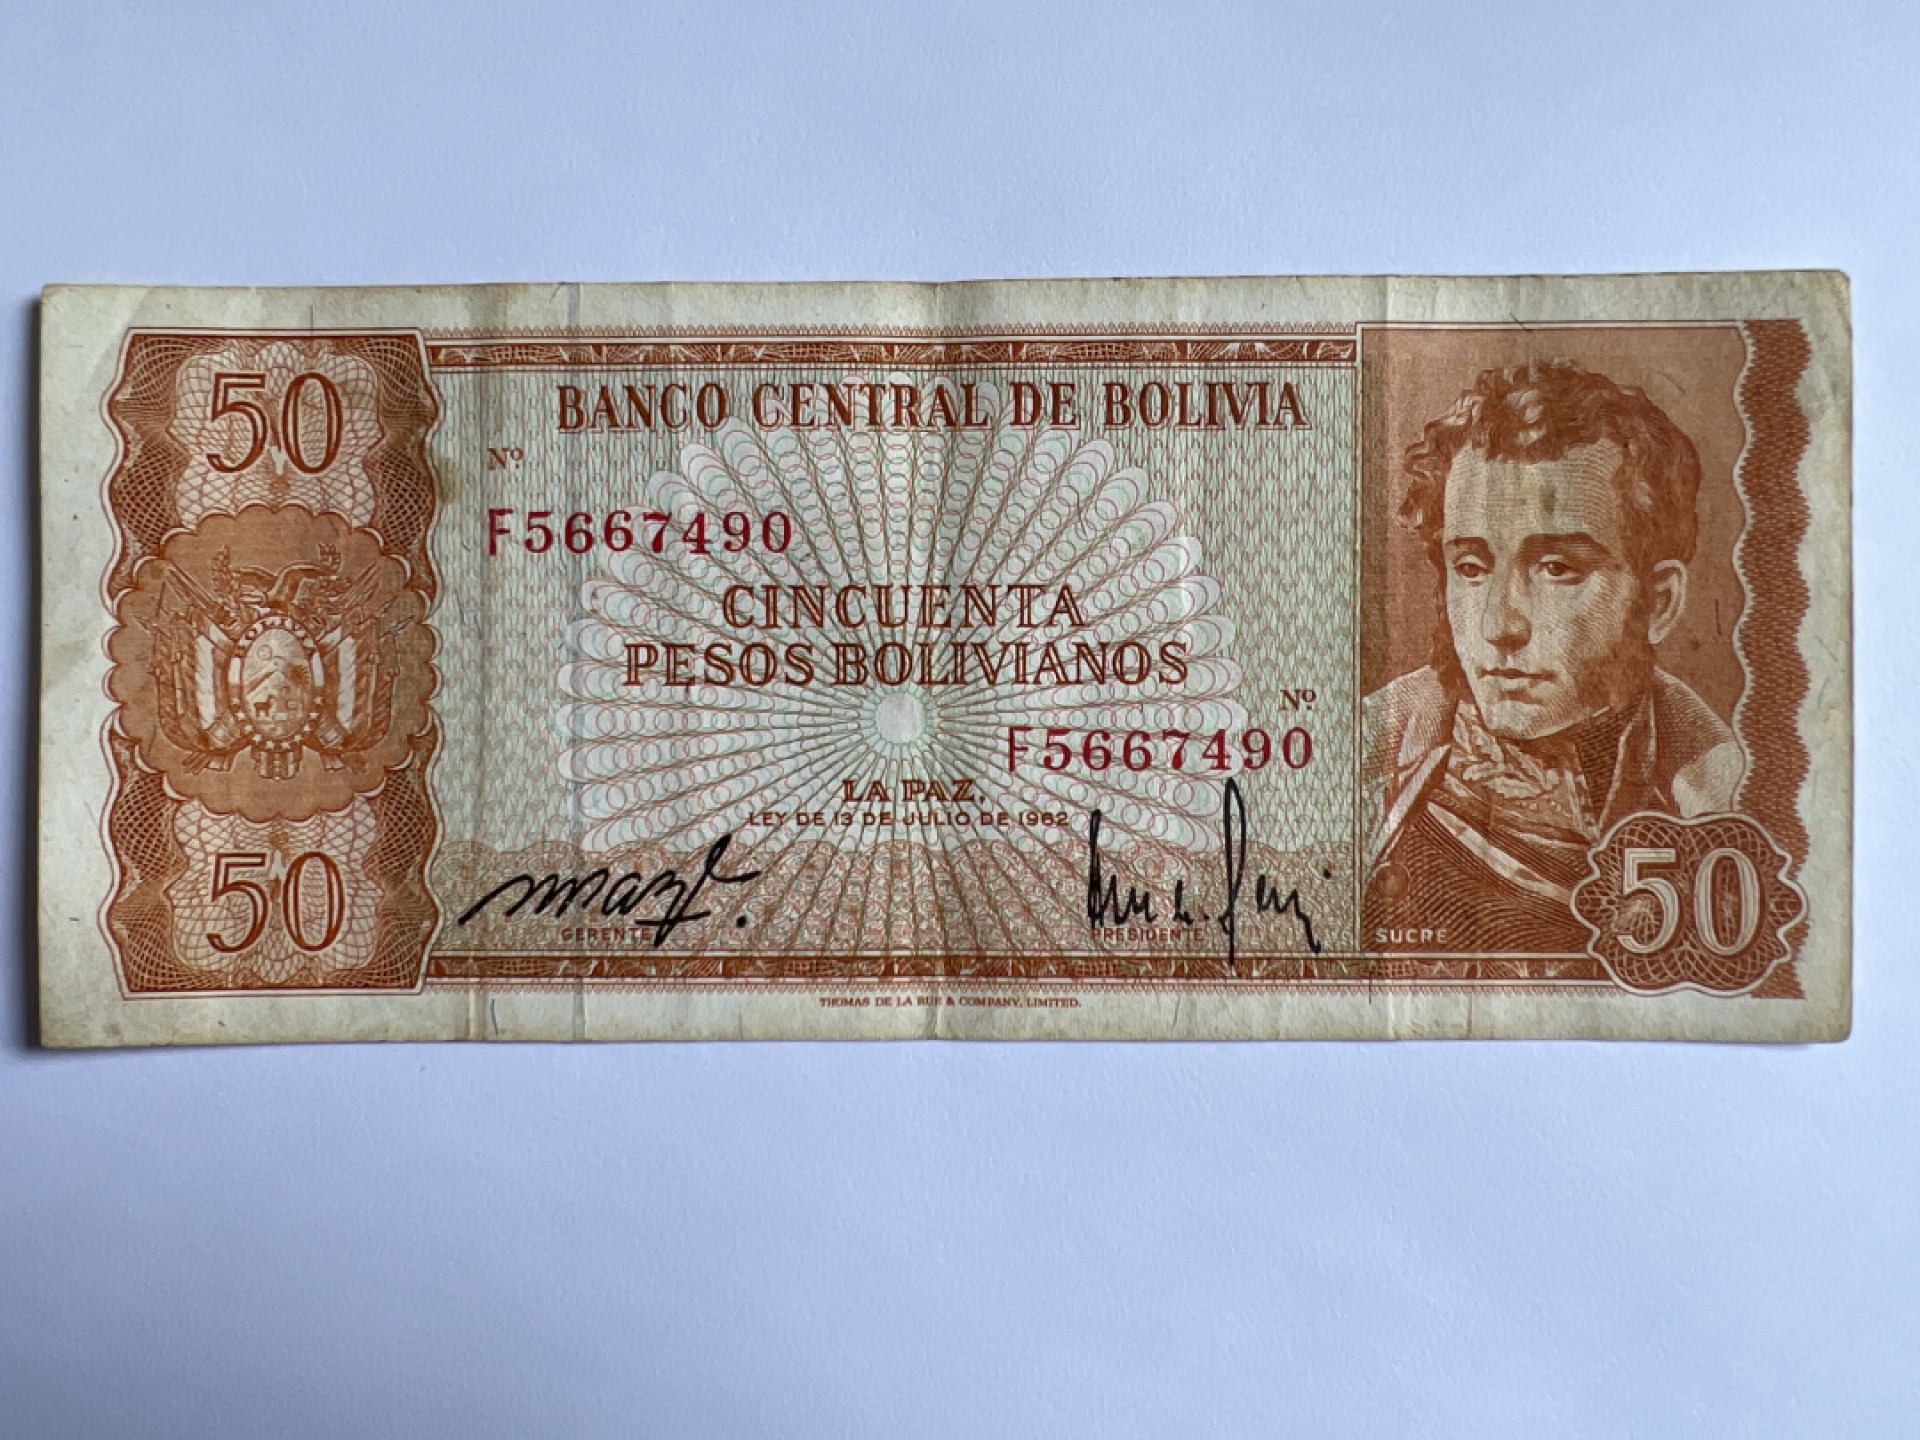 50
BANCO CENTRAL DE BOLIVIA
Nº
F5667490
BOLIVIA
CINCUENTA
PESOS BOLIVIANOS
Nº
F5667490
LA PAZ,
LEY DE 13 DE JULIO DE 1962
50
GERENTE
PRESIDENTE
SUCRE
50
THOMAS DE LA RUE & COMPANY, LIMITED.